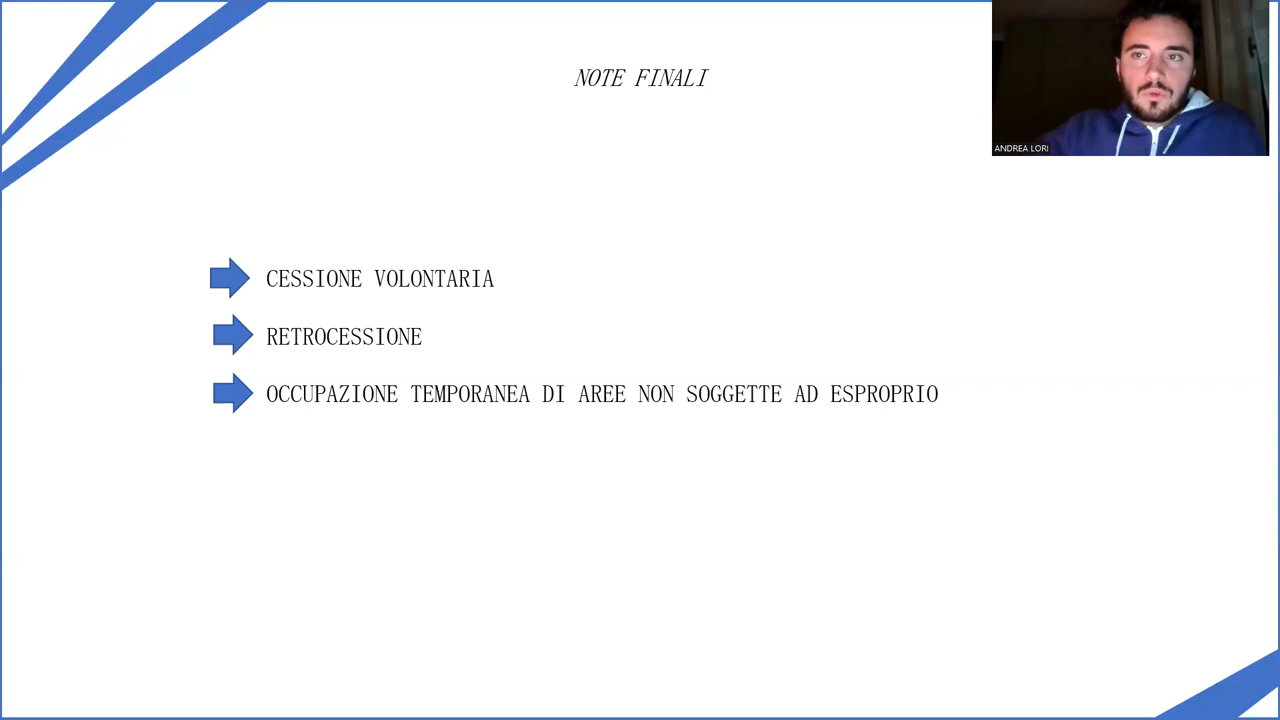 NOTE FINALI
ANDREA LORI
CESSIONE VOLONTARIA
RETROCESSIONE
OCCUPAZIONE TEMPORANEA DI AREE NON SOGGETTE AD ESPROPRIO